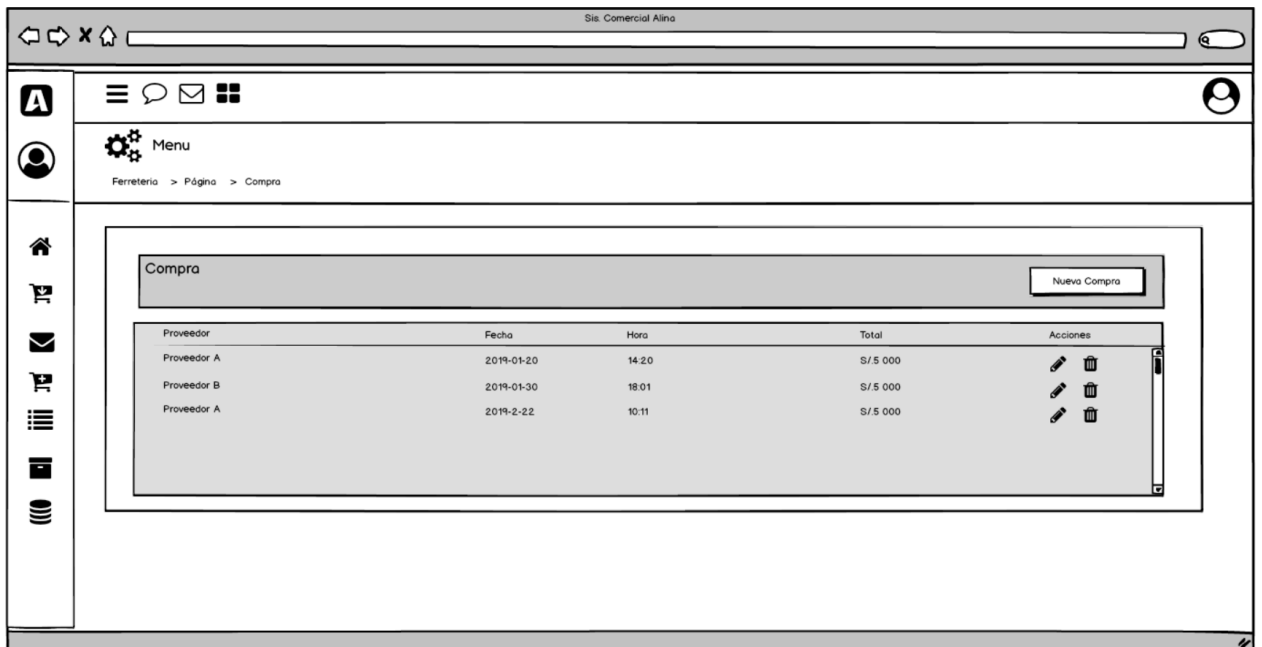 Sis. Comercial Alina
Menu
Ferreteria > Página > Compra
Compra
Nueva Compra
Proveedor Fecha Hora Total Acciones
Proveedor A 2019-01-20 14:20 S/.5 000
Proveedor B 2019-01-30 18:01 S/.5 000
Proveedor A 2019-2-22 10:11 S/.5 000